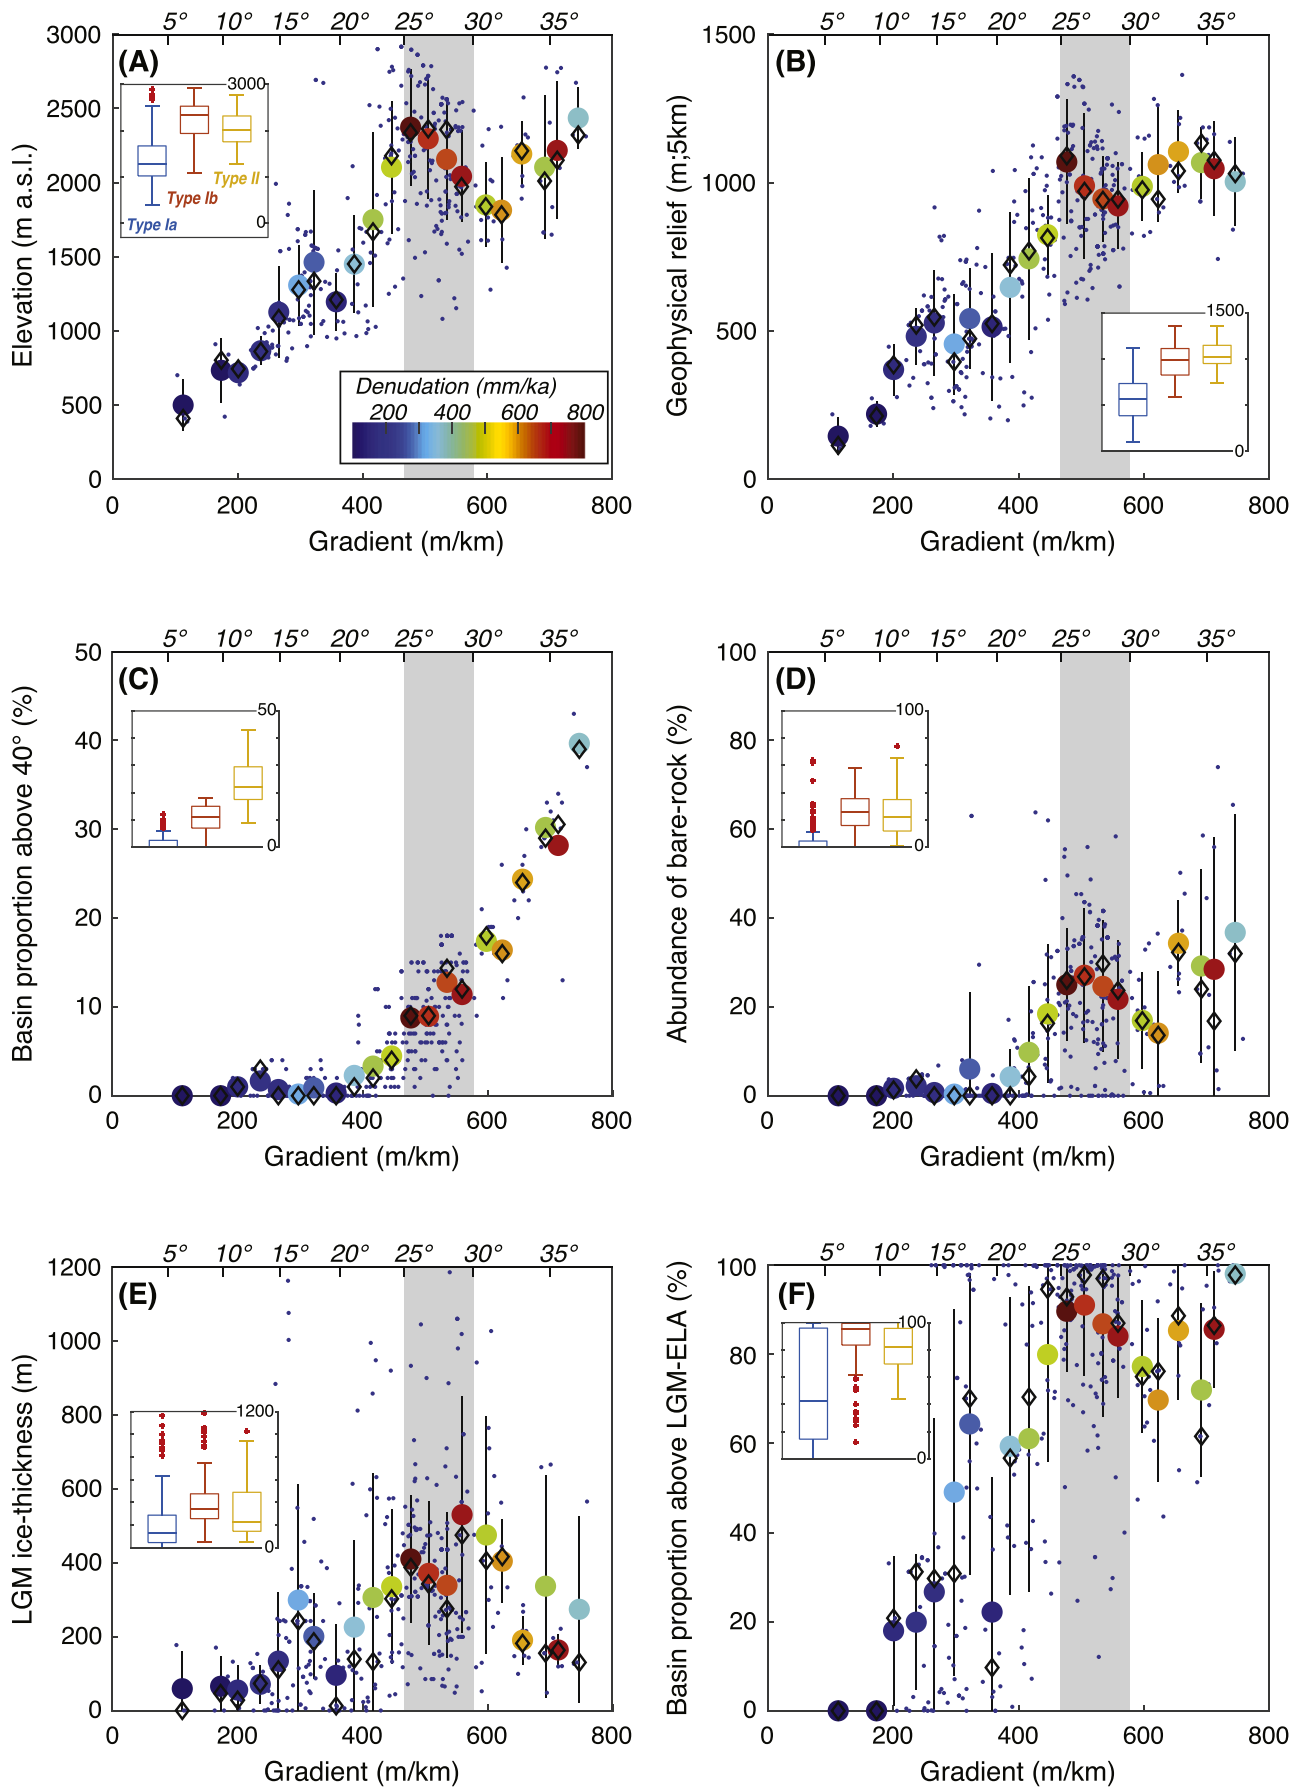 5° 10° 15° 20° 25° 30° 35°
(A)
3000
2500
2000
1500
1000
500
0
Elevation (m a.s.l.)
3000
0
Type Ia
Type Ib
Type II
Denudation (mm/ka)
200 400 600 800
0 200 400 600 800
Gradient (m/km)
5° 10° 15° 20° 25° 30° 35°
(B)
1500
1000
500
0
Geophysical relief (m;5km)
1500
0
0 200 400 600 800
Gradient (m/km)
5° 10° 15° 20° 25° 30° 35°
(C)
50
40
30
20
10
0
Basin proportion above 40° (%)
50
0
0 200 400 600 800
Gradient (m/km)
5° 10° 15° 20° 25° 30° 35°
(D)
100
80
60
40
20
0
Abundance of bare-rock (%)
100
0
0 200 400 600 800
Gradient (m/km)
5° 10° 15° 20° 25° 30° 35°
(E)
1200
1000
800
600
400
200
0
LGM ice-thickness (m)
1200
0
0 200 400 600 800
Gradient (m/km)
5° 10° 15° 20° 25° 30° 35°
(F)
100
80
60
40
20
0
Basin proportion above LGM-ELA (%)
100
0
0 200 400 600 800
Gradient (m/km)